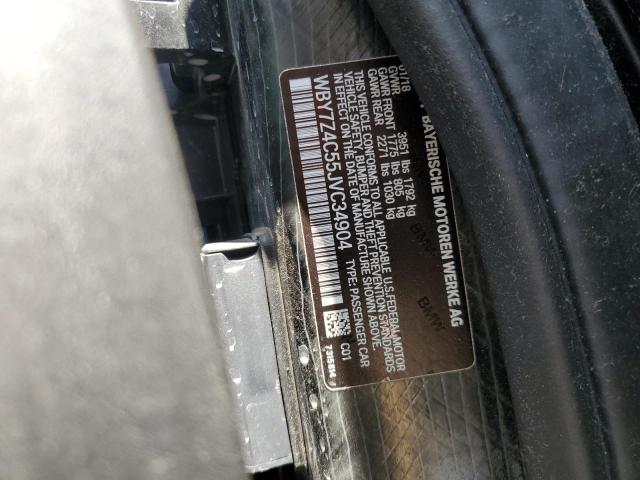 BAYERISCHE MOTOREN WERKE AG
01/18
GVWR 3951 lbs 1792 kg
GAWR FRONT 1775 lbs 805 kg
GAWR REAR 2271 lbs 1030 kg
THIS VEHICLE CONFORMS TO ALL APPLICABLE U.S.FEDERAL MOTOR
VEHICLE SAFETY, BUMPER, AND THEFT PREVENTION STANDARDS
IN EFFECT ON THE DATE OF MANUFACTURE SHOWN ABOVE.
WBY7Z4C55JVC34904 TYPE: PASSENGER CAR
C01
7315814
BMW
BMW